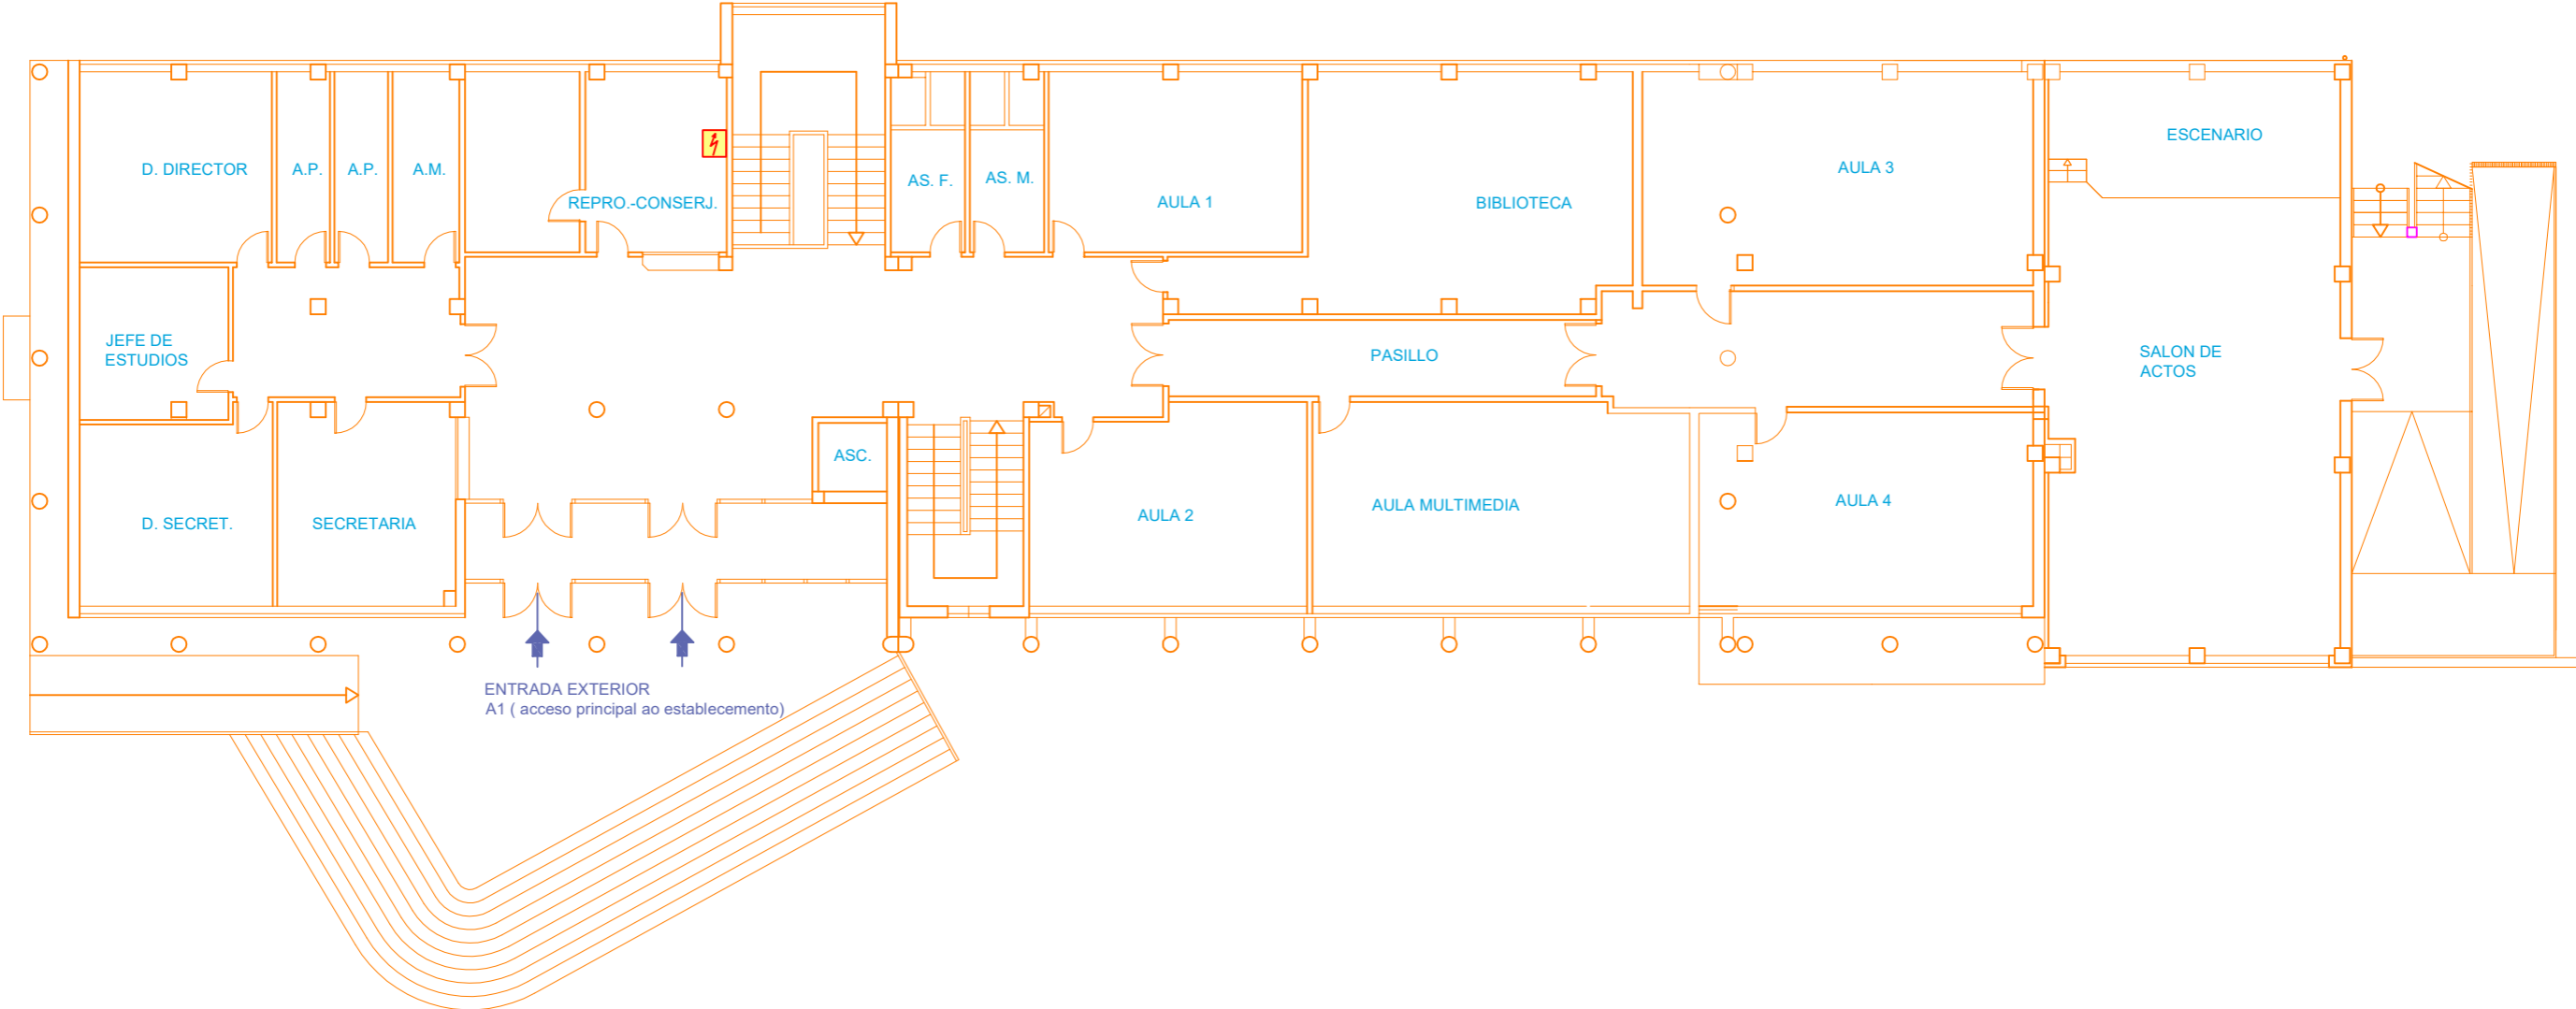 ESCENARIO
D. DIRECTOR
A.P.
A.P.
A.M.
REPRO.-CONSERJ.
AS. F.
AS. M.
AULA 1
BIBLIOTECA
AULA 3
JEFE DE
ESTUDIOS
PASILLO
SALON DE
ACTOS
ASC.
D. SECRET.
SECRETARIA
AULA 2
AULA MULTIMEDIA
AULA 4
ENTRADA EXTERIOR
A1 ( acceso principal ao establecemento)